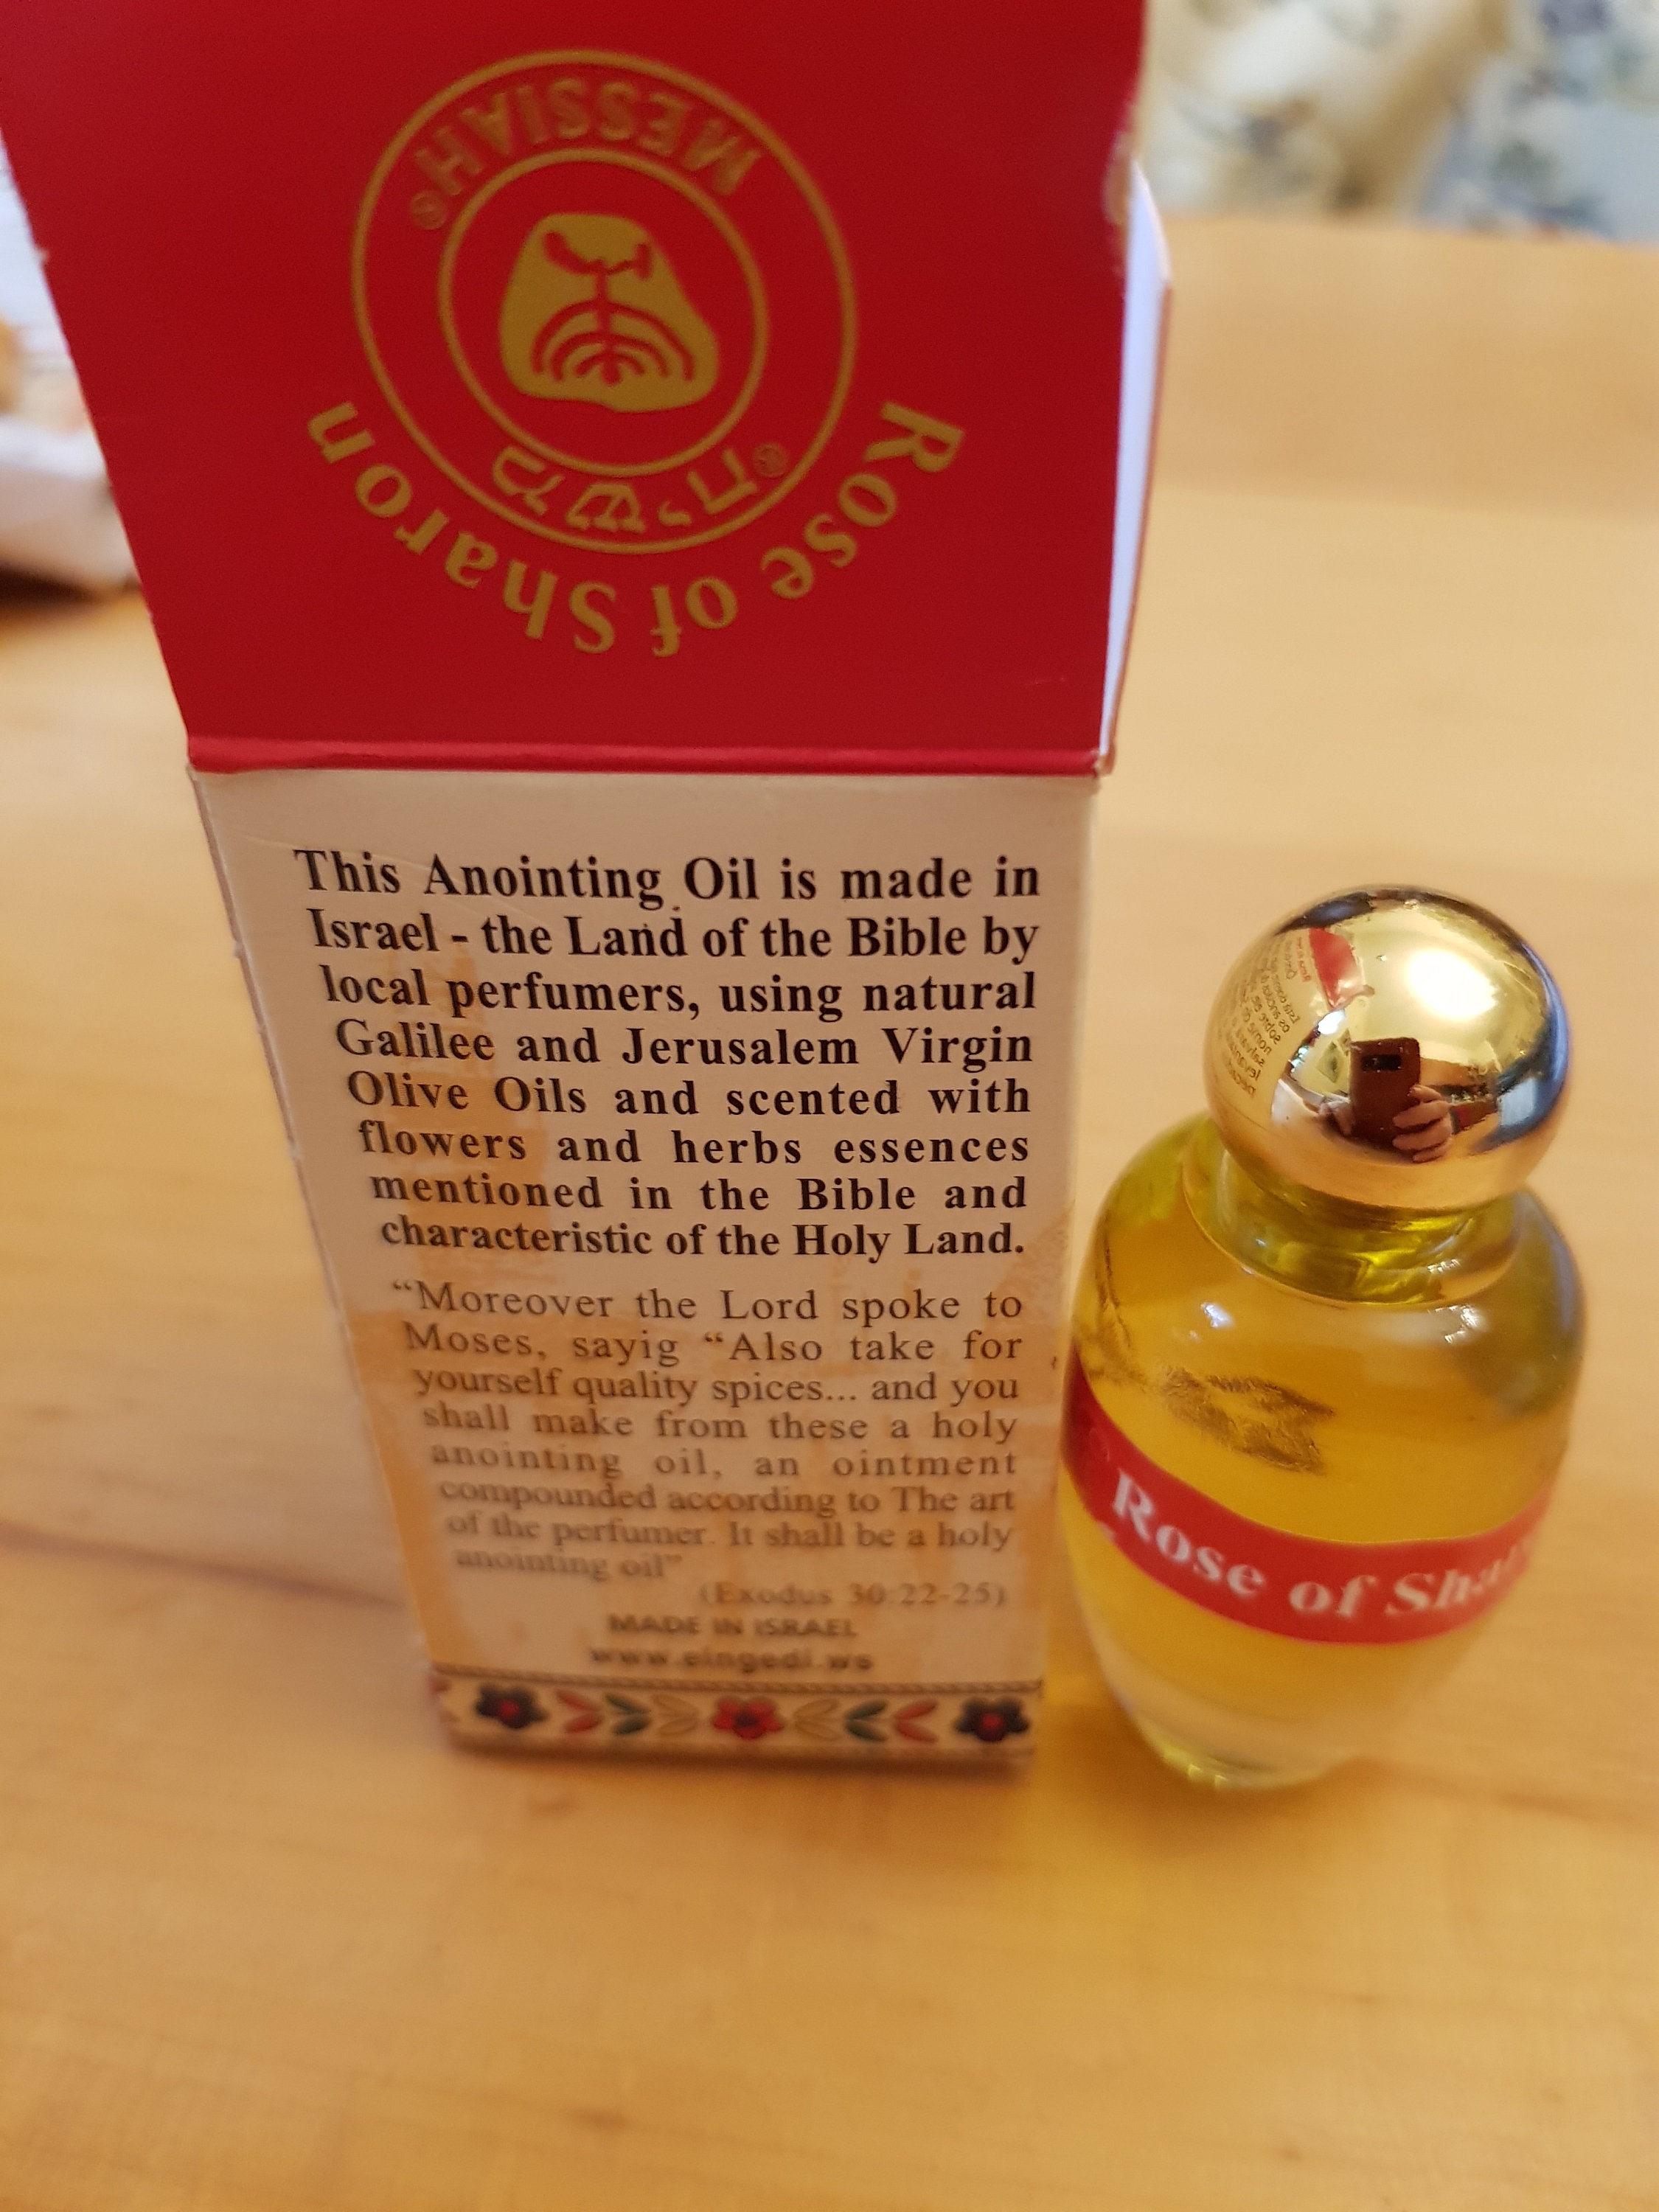 MESSIAH®
משיח®
Rose of Sharon
This Anointing Oil is made in
Israel - the Land of the Bible by
local perfumers, using natural
Galilee and Jerusalem Virgin
Olive Oils and scented with
flowers and herbs essences
mentioned in the Bible and
characteristic of the Holy Land.
“Moreover the Lord spoke to
Moses, sayig “Also take for
yourself quality spices... and you
shall make from these a holy
anointing oil, an ointment
compounded according to The art
of the perfumer. It shall be a holy
anointing oil”
(Exodus 30:22-25)
MADE IN ISRAEL
www.eingedi.ws
Rose of Shar